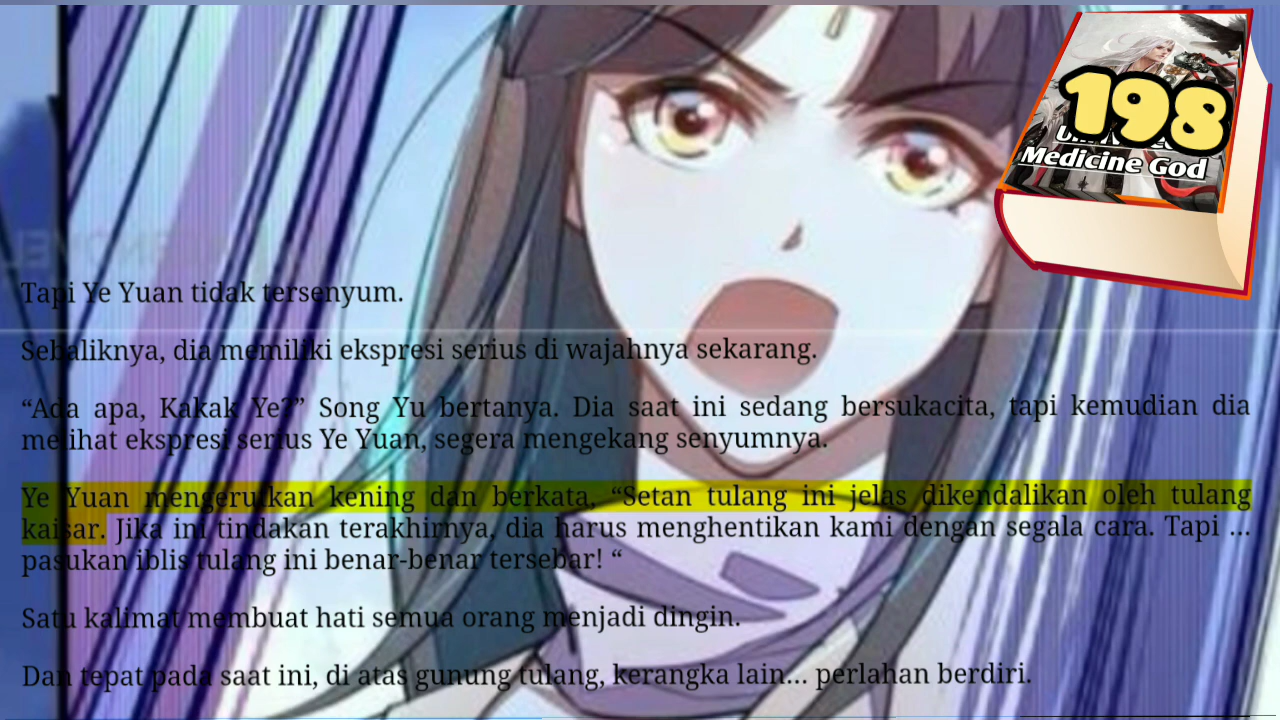 198
Medicine God
Tapi Ye Yuan tidak tersenyum.
Sebaliknya, dia memiliki ekspresi serius di wajahnya sekarang.
“Ada apa, Kakak Ye?” Song Yu bertanya. Dia saat ini sedang bersukacita, tapi kemudian dia
melihat ekspresi serius Ye Yuan, segera mengekang senyumnya.
Ye Yuan mengerutkan kening dan berkata, “Setan tulang ini jelas dikendalikan oleh tulang
kaisar. Jika ini tindakan terakhirnya, dia harus menghentikan kami dengan segala cara. Tapi ...
pasukan iblis tulang ini benar-benar tersebar! “
Satu kalimat membuat hati semua orang menjadi dingin.
Dan tepat pada saat ini, di atas gunung tulang, kerangka lain... perlahan berdiri.